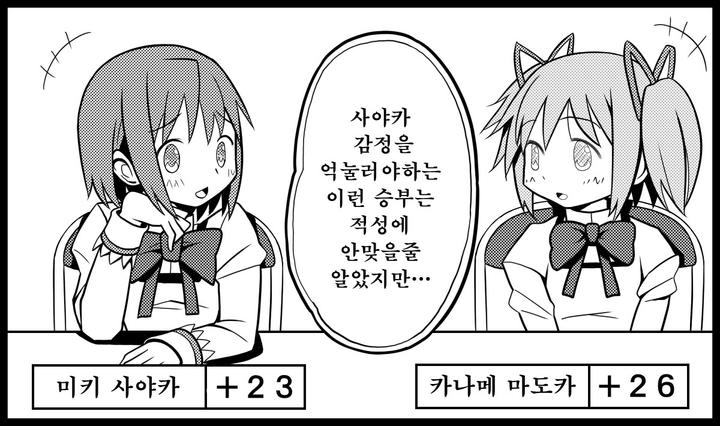 사야카
감정을
억눌러야하는
이런 승부는
적성에
안맞을줄
알았지만…
미키 사야카 +23
카나메 마도카 +26